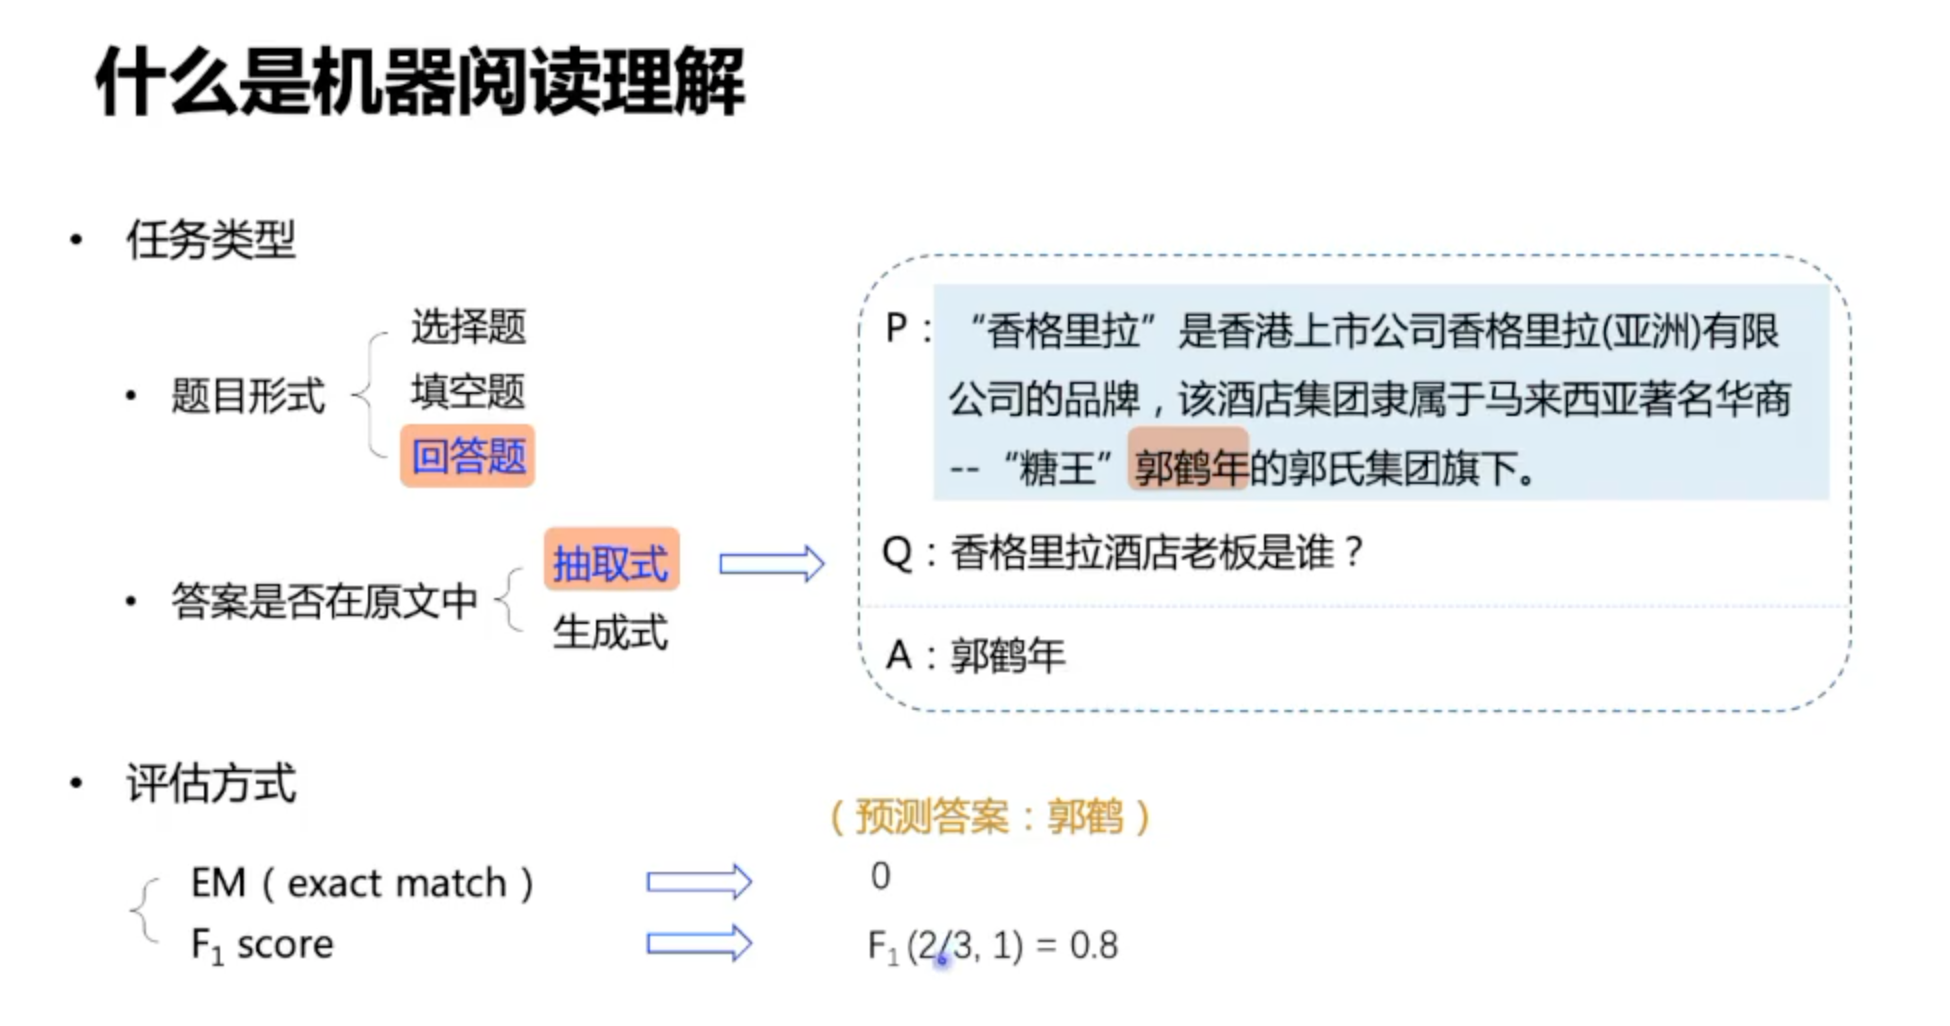 什么是机器阅读理解
• 任务类型
选择题
• 题目形式
填空题
回答题
抽取式
• 答案是否在原文中
生成式
P：“香格里拉”是香港上市公司香格里拉(亚洲)有限
公司的品牌，该酒店集团隶属于马来西亚著名华商
--“糖王”郭鹤年的郭氏集团旗下。
Q：香格里拉酒店老板是谁？
A：郭鹤年
• 评估方式
（预测答案：郭鹤）
EM（exact match） 0
F₁ score F₁ (2/3, 1) = 0.8